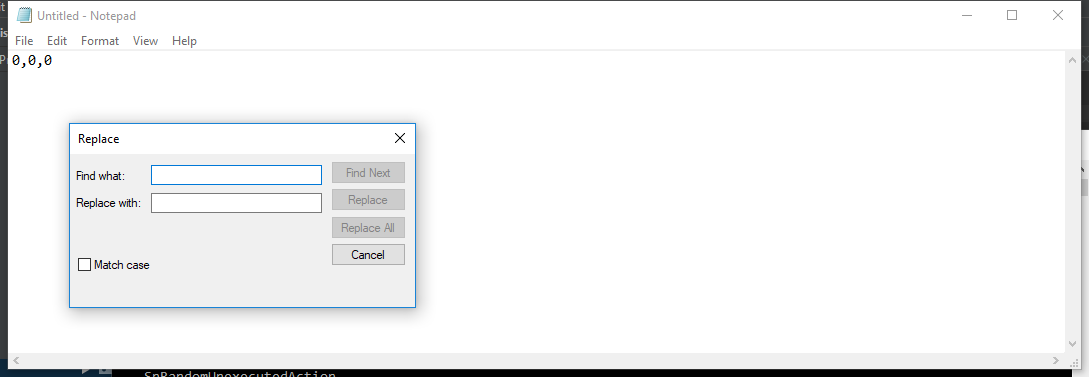 Untitled - Notepad
File Edit Format View Help
0,0,0
Replace
Find what: Find Next
Replace with: Replace
Replace All
Cancel
Match case